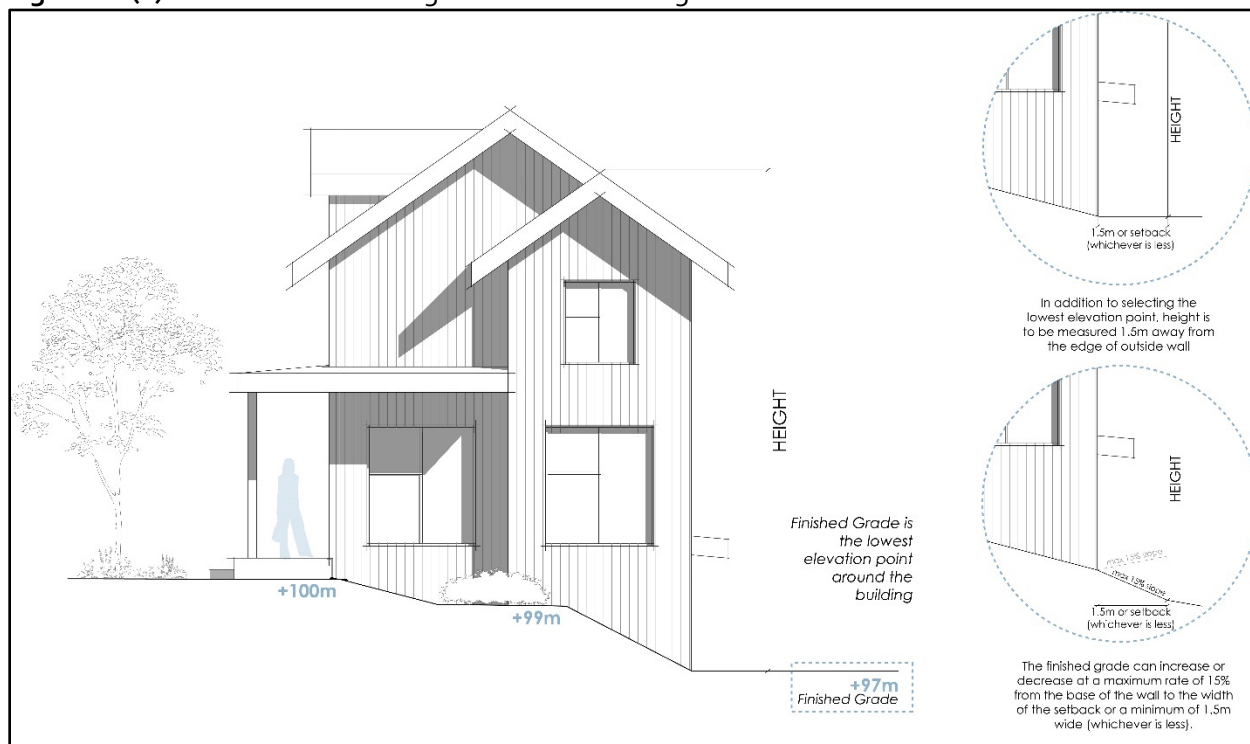 HEIGHT
Finished Grade is
the lowest
elevation point
around the
building
+100m
+99m
+97m
Finished Grade
HEIGHT
1.5m or setback
(whichever is less)
In addition to selecting the
lowest elevation point, height is
to be measured 1.5m away from
the edge of outside wall
HEIGHT
max 15% slope
max 15% slope
1.5m or setback
(whichever is less)
The finished grade can increase or
decrease at a maximum rate of 15%
from the base of the wall to the width
of the setback or a minimum of 1.5m
wide (whichever is less).